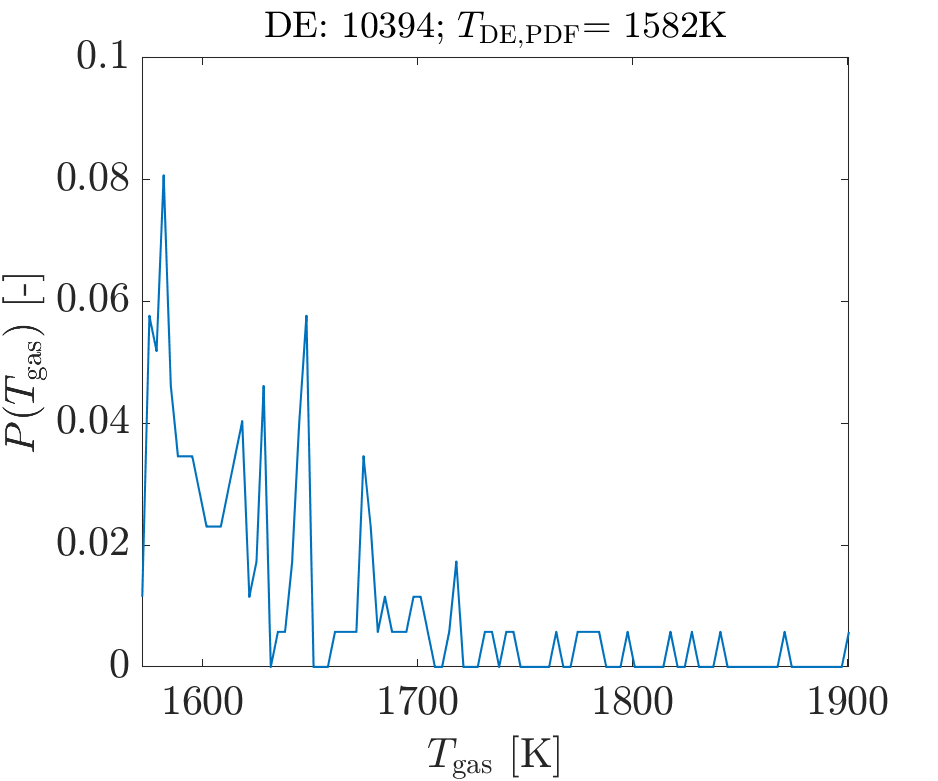 DE: 10394; T_DE,PDF= 1582K
0.1
0.08
0.06
0.04
0.02
0
P(T_gas) [-]
1600 1700 1800 1900
T_gas [K]